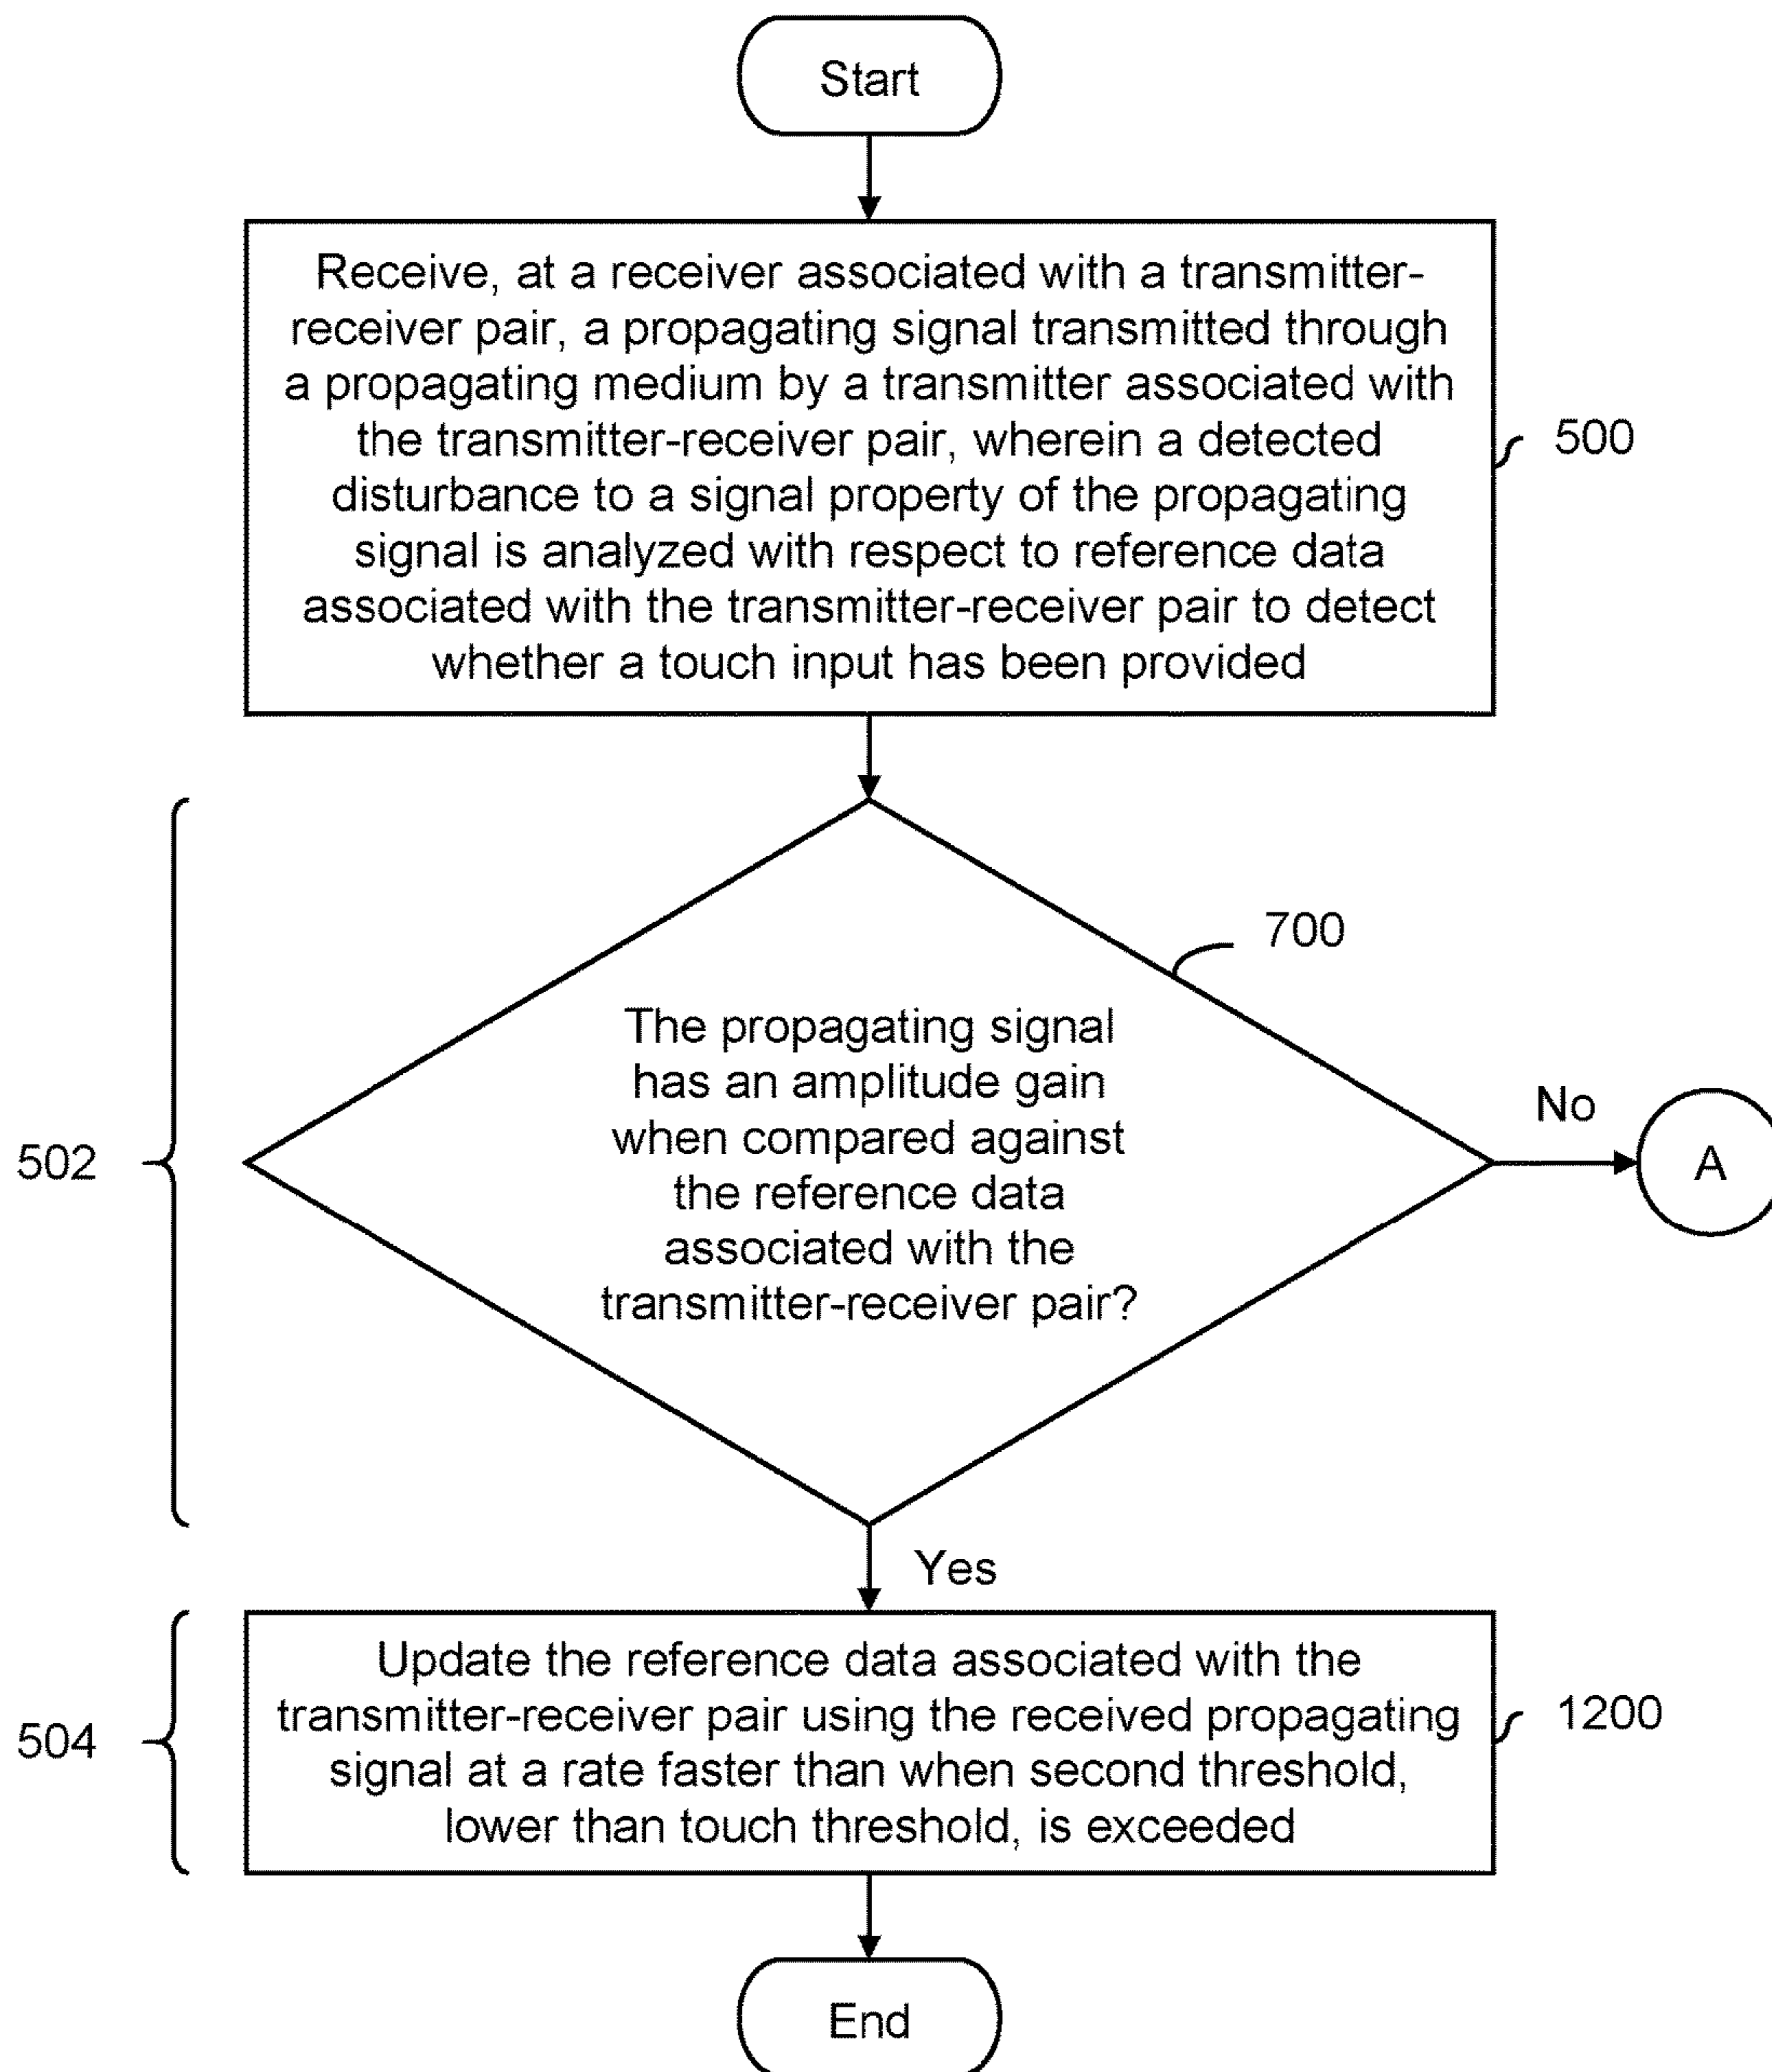 Start
Receive, at a receiver associated with a transmitter-
receiver pair, a propagating signal transmitted through
a propagating medium by a transmitter associated with
the transmitter-receiver pair, wherein a detected
disturbance to a signal property of the propagating
signal is analyzed with respect to reference data
associated with the transmitter-receiver pair to detect
whether a touch input has been provided
500
502
700
The propagating signal
has an amplitude gain
when compared against
the reference data
associated with the
transmitter-receiver pair?
No
A
Yes
504
Update the reference data associated with the
transmitter-receiver pair using the received propagating
signal at a rate faster than when second threshold,
lower than touch threshold, is exceeded
1200
End